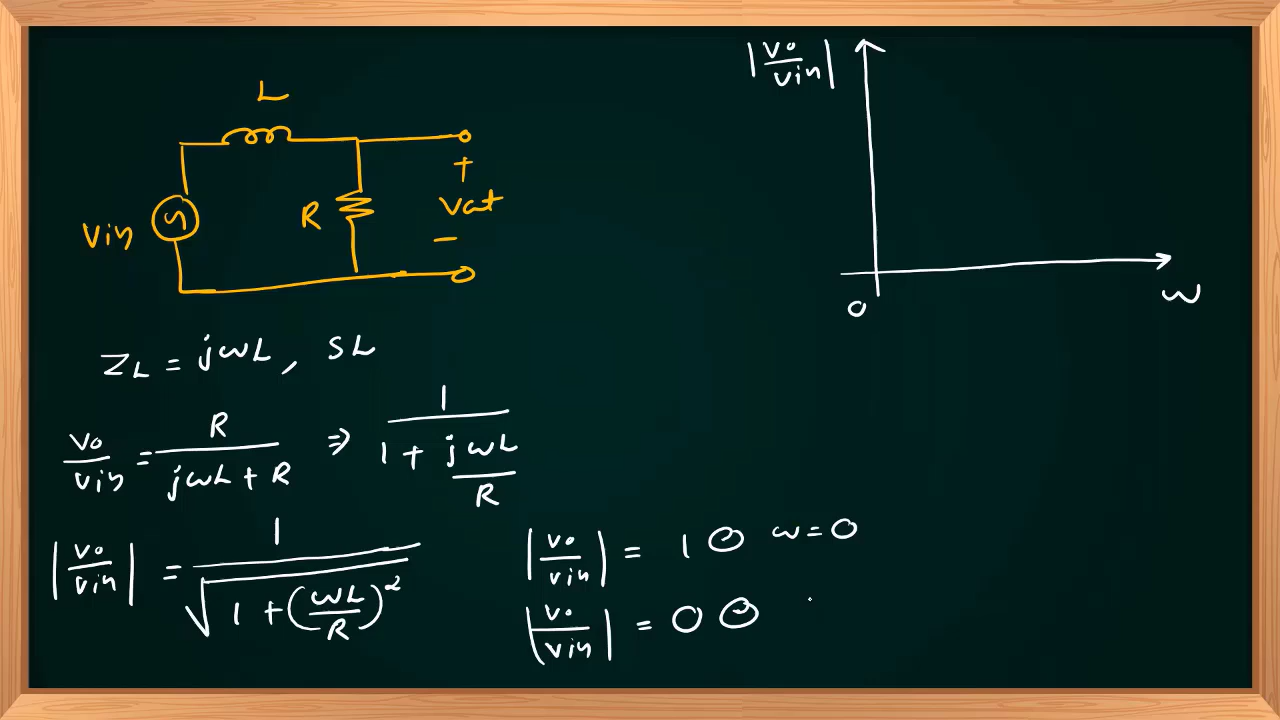 L
Vin
R
+
Vout
-
Z_L = jωL, SL
Vo/Vin = R/(jωL + R) ⇒ 1/(1 + jωL/R)
|Vo/Vin| = 1/√(1 + (ωL/R)²)
|Vo/Vin|
0
ω
|Vo/Vin| = 1 @ ω = 0
|Vo/Vin| = 0 @